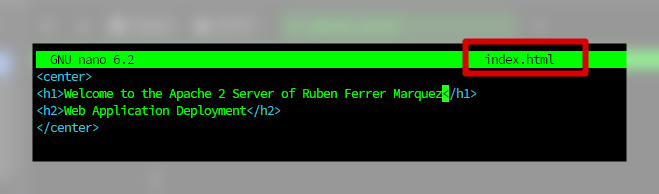 GNU nano 6.2 index.html
<center>
<h1>Welcome to the Apache 2 Server of Ruben Ferrer Marquez</h1>
<h2>Web Application Deployment</h2>
</center>